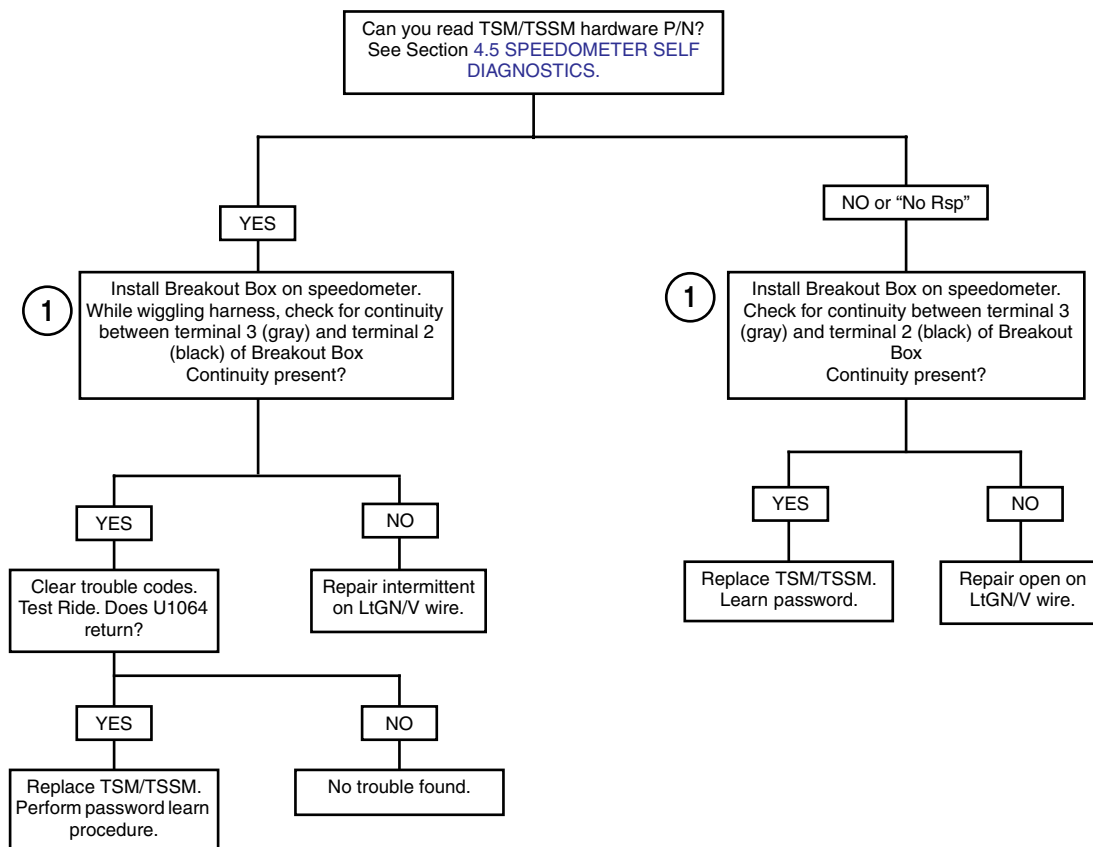 Can you read TSM/TSSM hardware P/N?
See Section 4.5 SPEEDOMETER SELF
DIAGNOSTICS.
YES
NO or “No Rsp”
1
Install Breakout Box on speedometer.
While wiggling harness, check for continuity
between terminal 3 (gray) and terminal 2
(black) of Breakout Box
Continuity present?
1
Install Breakout Box on speedometer.
Check for continuity between terminal 3
(gray) and terminal 2 (black) of Breakout
Box
Continuity present?
YES
NO
YES
NO
Clear trouble codes.
Test Ride. Does U1064
return?
Repair intermittent
on LtGN/V wire.
Replace TSM/TSSM.
Learn password.
Repair open on
LtGN/V wire.
YES
NO
Replace TSM/TSSM.
Perform password learn
procedure.
No trouble found.